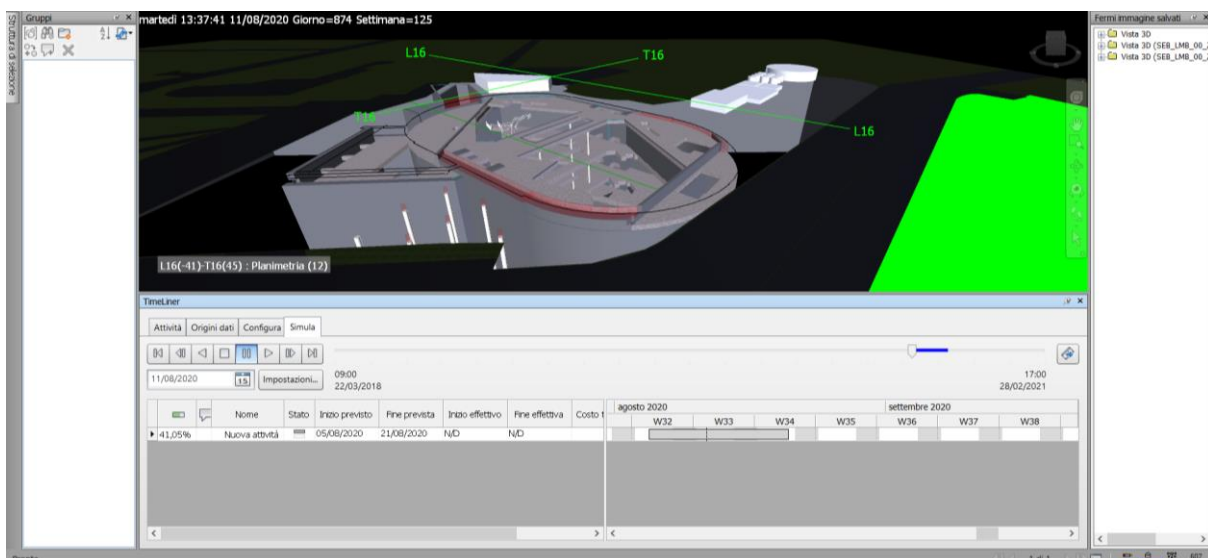 Struttura di selezione
Gruppi
martedì 13:37:41 11/08/2020 Giorno=874 Settimana=125
L16
T16
T16
L16
L16(-41)-T16(45) : Planimetria (12)
Fermi immagine salvati
Vista 3D
Vista 3D (SEB_LMB_00_
Vista 3D (SEB_LMB_00_
TimeLiner
Attività Origini dati Configura Simula
11/08/2020 15 Impostazioni... 09:00 22/03/2018 17:00 28/02/2021
Nome Stato Inizio previsto Fine prevista Inizio effettivo Fine effettiva Costo
agosto 2020 settembre 2020
W32 W33 W34 W35 W36 W37 W38
41,05% Nuova attività 05/08/2020 21/08/2020 N/D N/D